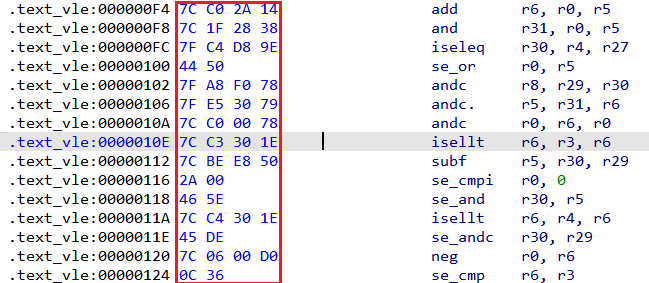 .text_vle:000000F4 7C C0 2A 14 add r6, r0, r5
.text_vle:000000F8 7C 1F 28 38 and r31, r0, r5
.text_vle:000000FC 7F C4 D8 9E iseleq r30, r4, r27
.text_vle:00000100 44 50 se_or r0, r5
.text_vle:00000102 7F A8 F0 78 andc r8, r29, r30
.text_vle:00000106 7F E5 30 79 andc. r5, r31, r6
.text_vle:0000010A 7C C0 00 78 andc r0, r6, r0
.text_vle:0000010E 7C C3 30 1E isellt r6, r3, r6
.text_vle:00000112 7C BE E8 50 subf r5, r30, r29
.text_vle:00000116 2A 00 se_cmpi r0, 0
.text_vle:00000118 46 5E se_and r30, r5
.text_vle:0000011A 7C C4 30 1E isellt r6, r4, r6
.text_vle:0000011E 45 DE se_andc r30, r29
.text_vle:00000120 7C 06 00 D0 neg r0, r6
.text_vle:00000124 0C 36 se_cmp r6, r3